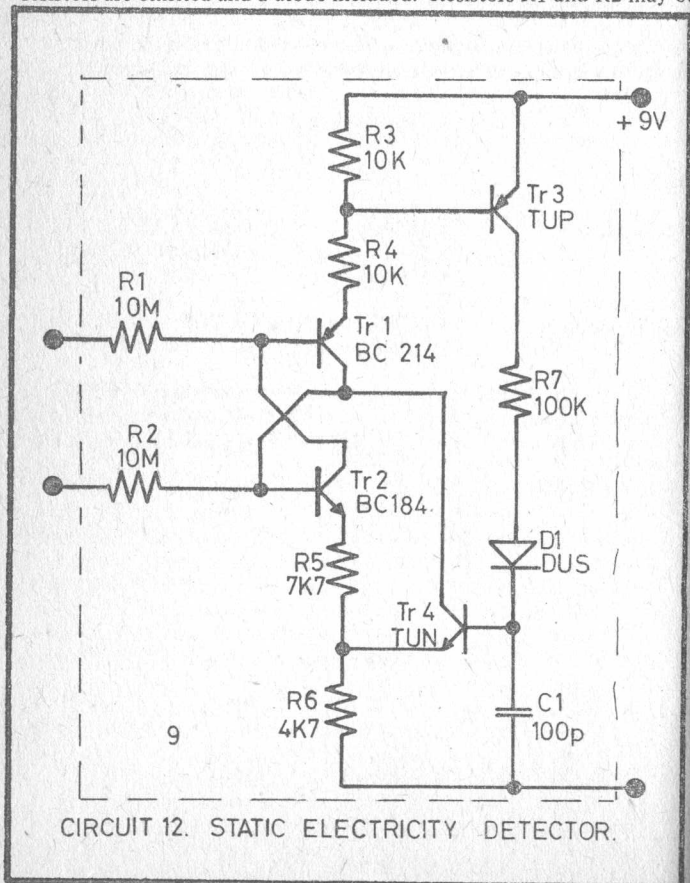 R3
10K
+ 9V
Tr 3
TUP
R4
10K
R1
10M
Tr 1
BC 214
R7
100K
R2
10M
Tr 2
BC184
R5
7K7
D1
DUS
Tr 4
TUN
R6
4K7
C1
100p
9
CIRCUIT 12. STATIC ELECTRICITY DETECTOR.